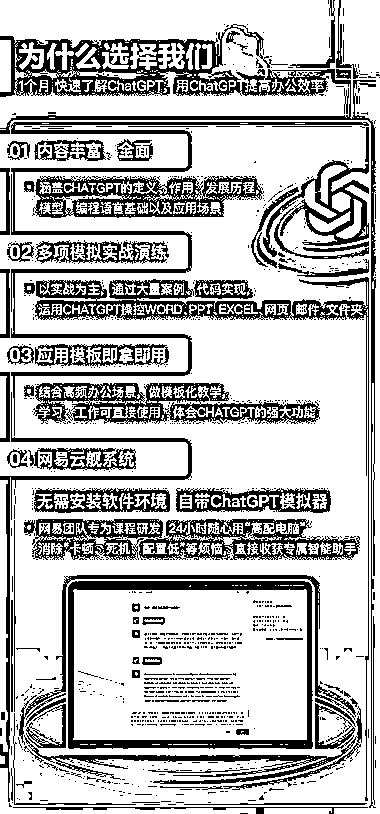 为什么选择我们
1个月 快速了解ChatGPT、用ChatGPT提高办公效率
01 内容丰富、全面
涵盖CHATGPT的定义、作用、发展历程、
模型、编程语言基础以及应用场景
02 多项模拟实战演练
以实战为主，通过大量案例、代码实现，
运用CHATGPT操控WORD、PPT、EXCEL、网页、邮件、文件夹
03 应用模板即拿即用
结合高频办公场景，做模板化教学，
学习、工作可直接使用，体会CHATGPT的强大功能
04 网易云舰系统
无需安装软件环境 自带ChatGPT模拟器
网易团队专为课程研发，24小时随心用“高配电脑”
消除“卡顿、死机、配置低”等烦恼，直接收获专属智能助手